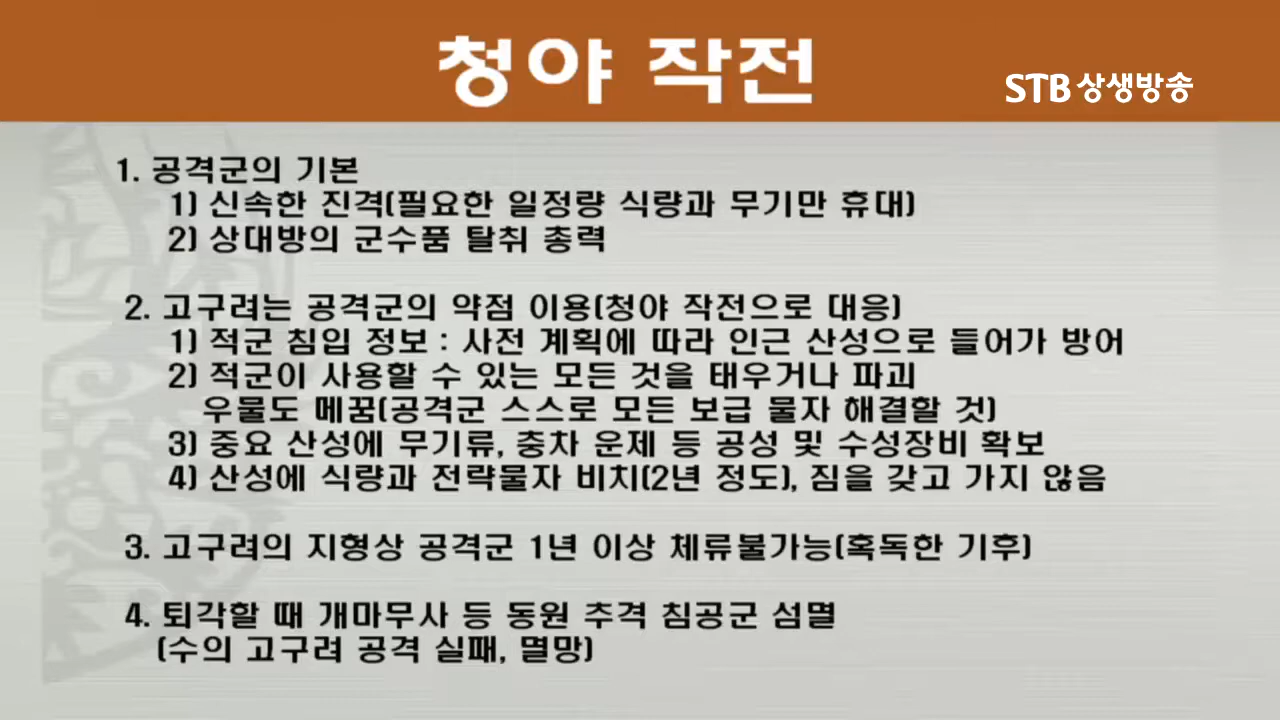 청야 작전
STB 상생방송
1. 공격군의 기본
1) 신속한 진격(필요한 일정량 식량과 무기만 휴대)
2) 상대방의 군수품 탈취 총력
2. 고구려는 공격군의 약점 이용(청야 작전으로 대응)
1) 적군 침입 정보 : 사전 계획에 따라 인근 산성으로 들어가 방어
2) 적군이 사용할 수 있는 모든 것을 태우거나 파괴
우물도 메꿈(공격군 스스로 모든 보급 물자 해결할 것)
3) 중요 산성에 무기류, 충차 운제 등 공성 및 수성장비 확보
4) 산성에 식량과 전략물자 비치(2년 정도), 짐을 갖고 가지 않음
3. 고구려의 지형상 공격군 1년 이상 체류불가능(혹독한 기후)
4. 퇴각할 때 개마무사 등 동원 추격 침공군 섬멸
(수의 고구려 공격 실패, 멸망)